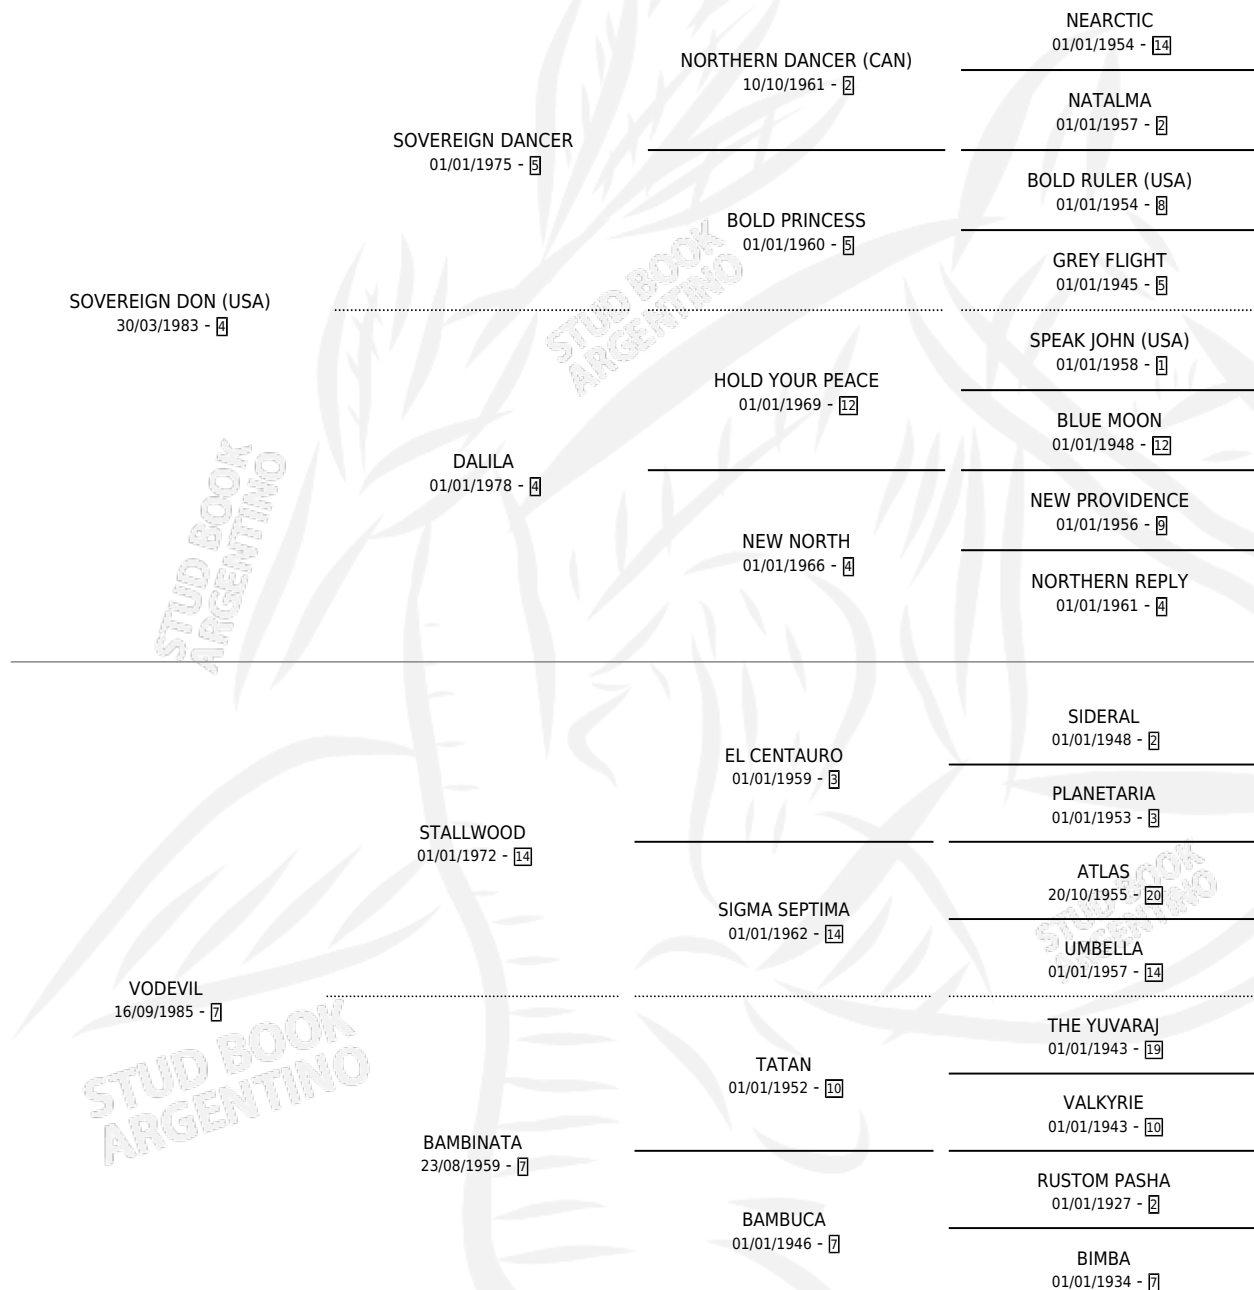 NEARCTIC
01/01/1954 - 14
NORTHERN DANCER (CAN)
10/10/1961 - 2
NATALMA
01/01/1957 - 2
SOVEREIGN DANCER
01/01/1975 - 5
BOLD RULER (USA)
01/01/1954 - 8
BOLD PRINCESS
01/01/1960 - 5
GREY FLIGHT
01/01/1945 - 5
SOVEREIGN DON (USA)
30/03/1983 - 4
SPEAK JOHN (USA)
01/01/1958 - 1
HOLD YOUR PEACE
01/01/1969 - 12
BLUE MOON
01/01/1948 - 12
DALILA
01/01/1978 - 4
NEW PROVIDENCE
01/01/1956 - 9
NEW NORTH
01/01/1966 - 4
NORTHERN REPLY
01/01/1961 - 4
SIDERAL
01/01/1948 - 2
EL CENTAURO
01/01/1959 - 3
PLANETARIA
01/01/1953 - 3
STALLWOOD
01/01/1972 - 14
ATLAS
20/10/1955 - 20
SIGMA SEPTIMA
01/01/1962 - 14
UMBELLA
01/01/1957 - 14
VODEVIL
16/09/1985 - 7
THE YUVARAJ
01/01/1943 - 19
TATAN
01/01/1952 - 10
VALKYRIE
01/01/1943 - 10
BAMBINATA
23/08/1959 - 7
RUSTOM PASHA
01/01/1927 - 2
BAMBUCA
01/01/1946 - 7
BIMBA
01/01/1934 - 7
STUD BOOK
ARGENTINO
STUD BOOK
ARGENTINO
STUD BOOK
ARGENTINO
STUD BOOK
ARGENTINO